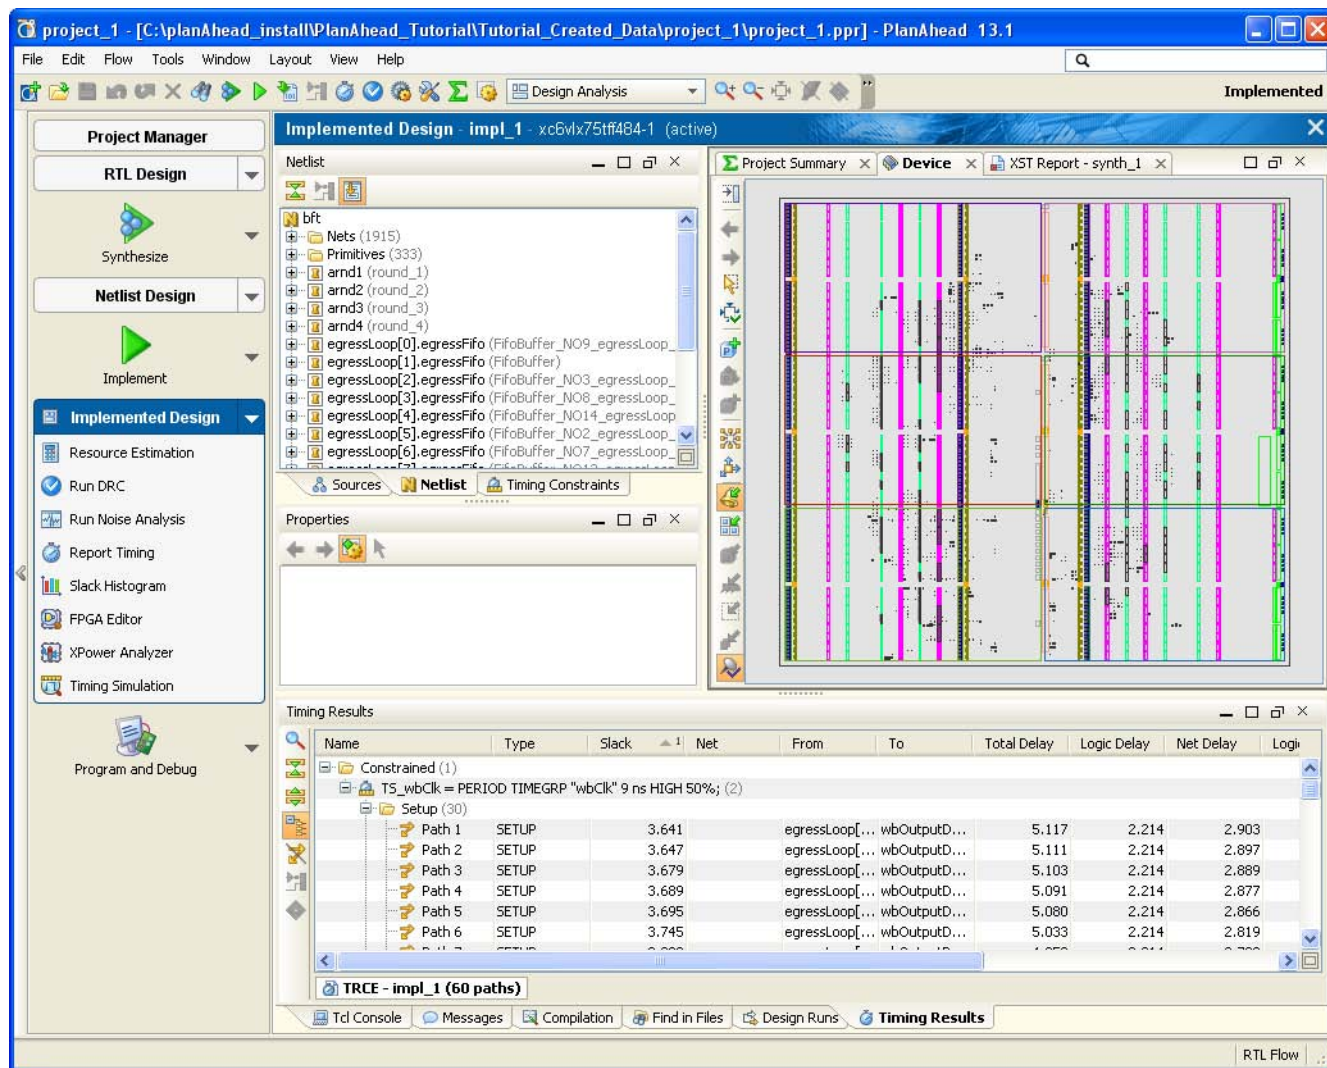 project_1 - [C:\planAhead_install\PlanAhead_Tutorial\Tutorial_Created_Data\project_1\project_1.ppr] - PlanAhead 13.1
File Edit Flow Tools Window Layout View Help
Design Analysis
Implemented
Project Manager
RTL Design
Synthesize
Netlist Design
Implement
Implemented Design
Resource Estimation
Run DRC
Run Noise Analysis
Report Timing
Slack Histogram
FPGA Editor
XPower Analyzer
Timing Simulation
Program and Debug
Implemented Design - impl_1 - xc6vlx75tff484-1 (active)
Netlist
bft
Nets (1915)
Primitives (333)
arnd1 (round_1)
arnd2 (round_2)
arnd3 (round_3)
arnd4 (round_4)
egressLoop[0].egressFifo (FifoBuffer_NO9_egressLoop_
egressLoop[1].egressFifo (FifoBuffer)
egressLoop[2].egressFifo (FifoBuffer_NO3_egressLoop_
egressLoop[3].egressFifo (FifoBuffer_NO8_egressLoop_
egressLoop[4].egressFifo (FifoBuffer_NO14_egressLoop
egressLoop[5].egressFifo (FifoBuffer_NO2_egressLoop_
egressLoop[6].egressFifo (FifoBuffer_NO7_egressLoop_
Sources Netlist Timing Constraints
Properties
Project Summary Device XST Report - synth_1
Timing Results
Name Type Slack 1 Net From To Total Delay Logic Delay Net Delay Logi
Constrained (1)
TS_wbClk = PERIOD TIMEGRP "wbClk" 9 ns HIGH 50%; (2)
Setup (30)
Path 1 SETUP 3.641 egressLoop[... wbOutputD... 5.117 2.214 2.903
Path 2 SETUP 3.647 egressLoop[... wbOutputD... 5.111 2.214 2.897
Path 3 SETUP 3.679 egressLoop[... wbOutputD... 5.103 2.214 2.889
Path 4 SETUP 3.689 egressLoop[... wbOutputD... 5.091 2.214 2.877
Path 5 SETUP 3.695 egressLoop[... wbOutputD... 5.080 2.214 2.866
Path 6 SETUP 3.745 egressLoop[... wbOutputD... 5.033 2.214 2.819
TRCE - impl_1 (60 paths)
Tcl Console Messages Compilation Find in Files Design Runs Timing Results
RTL Flow